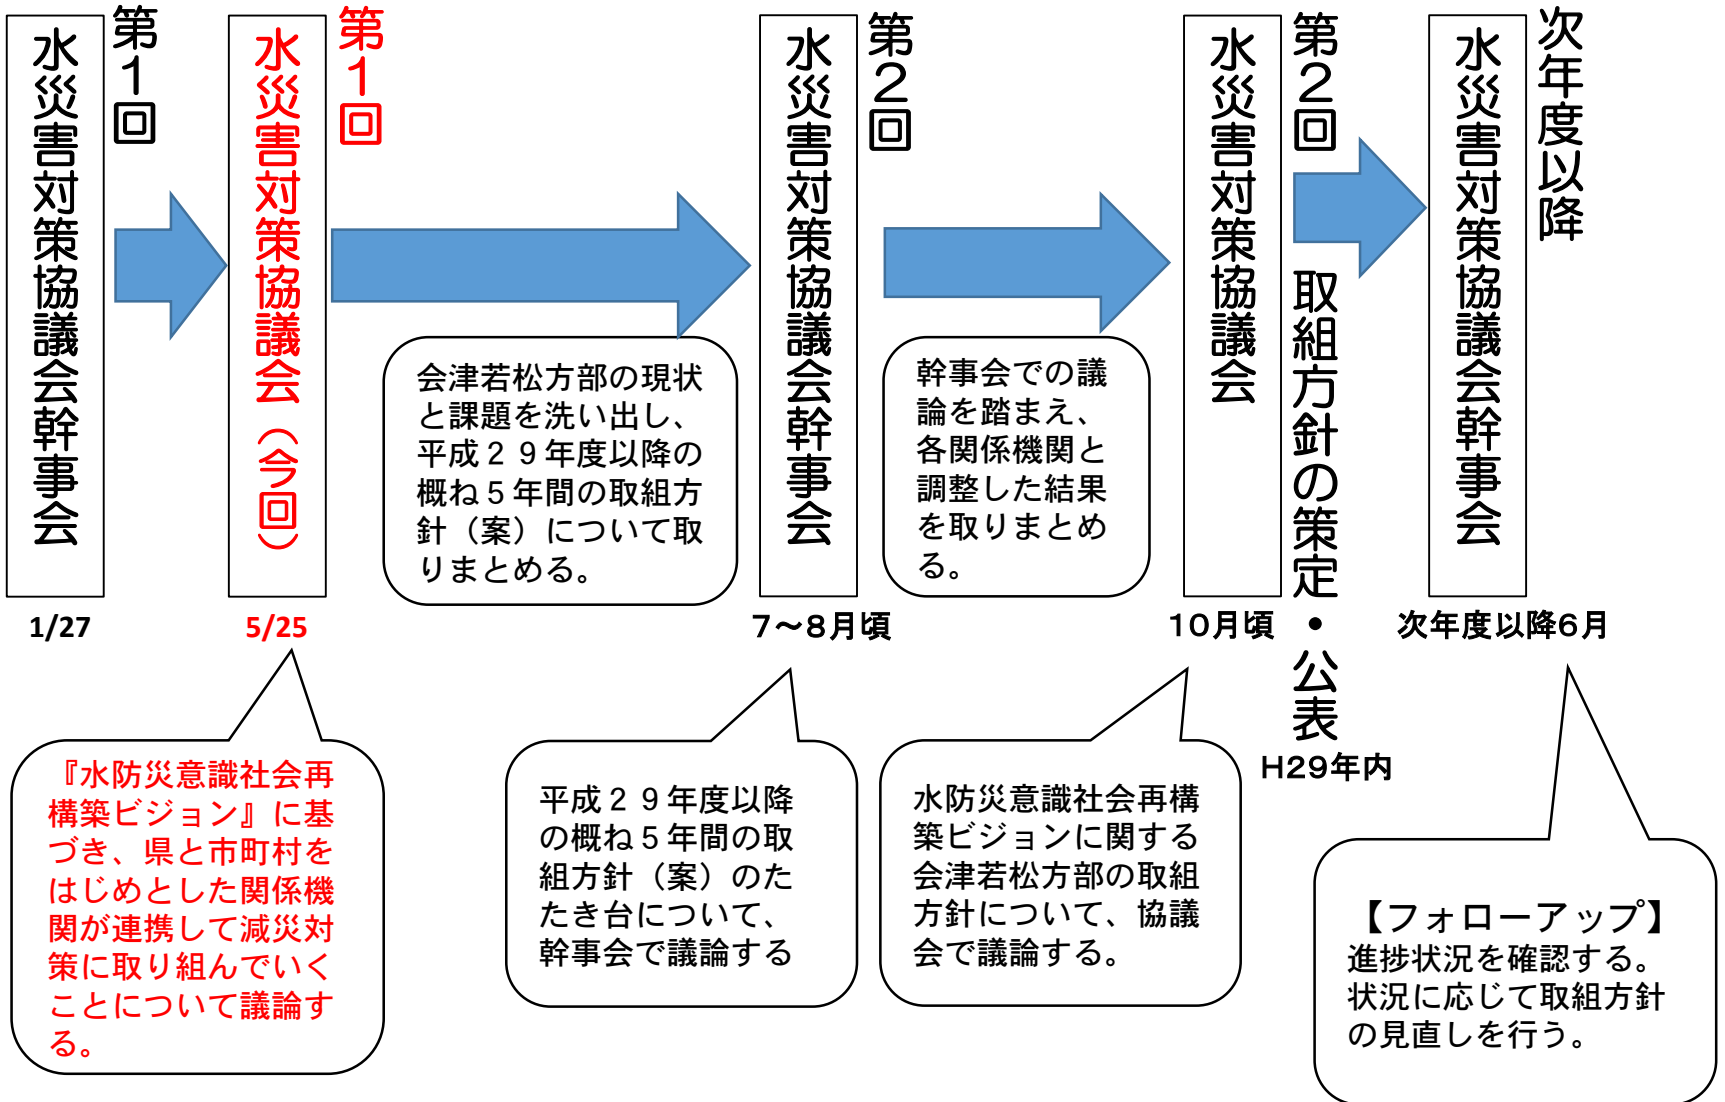 第1回
水災害対策協議会幹事会
1/27
第1回
水災害対策協議会（今回）
5/25
『水防災意識社会再
構築ビジョン』に基
づき、県と市町村を
はじめとした関係機
関が連携して減災対
策に取り組んでいく
ことについて議論す
る。
会津若松方部の現状
と課題を洗い出し、
平成２９年度以降の
概ね５年間の取組方
針（案）について取
りまとめる。
第2回
水災害対策協議会幹事会
7～8月頃
平成２９年度以降
の概ね５年間の取
組方針（案）のた
たき台について、
幹事会で議論する
幹事会での議
論を踏まえ、
各関係機関と
調整した結果
を取りまとめ
る。
第2回
水災害対策協議会
10月頃
水防災意識社会再構
築ビジョンに関する
会津若松方部の取組
方針について、協議
会で議論する。
取組方針の策定・公表
H29年内
次年度以降
水災害対策協議会幹事会
次年度以降6月
【フォローアップ】
進捗状況を確認する。
状況に応じて取組方針
の見直しを行う。